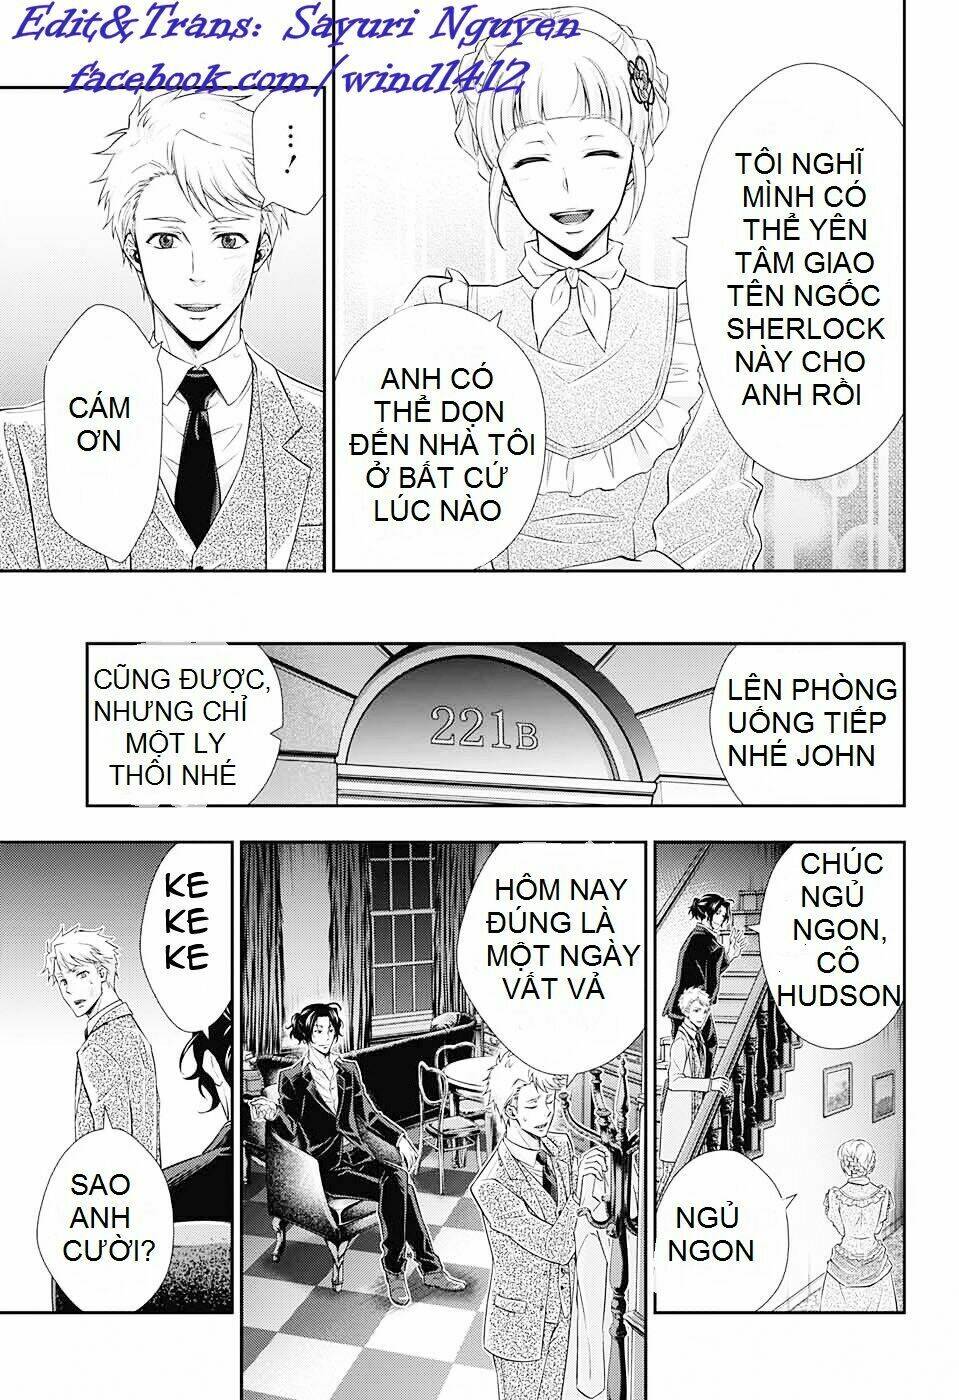 Edit&Trans: Sayuri Nguyen
facebook.com/wind1412
TÔI NGHĨ
MÌNH CÓ
THỂ YÊN
TÂM GIAO
TÊN NGỐC
SHERLOCK
NÀY CHO
ANH RỒI
ANH CÓ
THỂ DỌN
ĐẾN NHÀ TÔI
Ở BẤT CỨ
LÚC NÀO
...!
CÁM
ƠN
LÊN PHÒNG
UỐNG TIẾP
NHÉ JOHN
221B
CŨNG ĐƯỢC,
NHƯNG CHỈ
MỘT LY
THÔI NHÉ
CHÚC
NGỦ
NGON,
CÔ
HUDSON
NGỦ
NGON
HÔM NAY
ĐÚNG LÀ
MỘT NGÀY
VẤT VẢ
KE
KE
KE
SAO
ANH
CƯỜI?